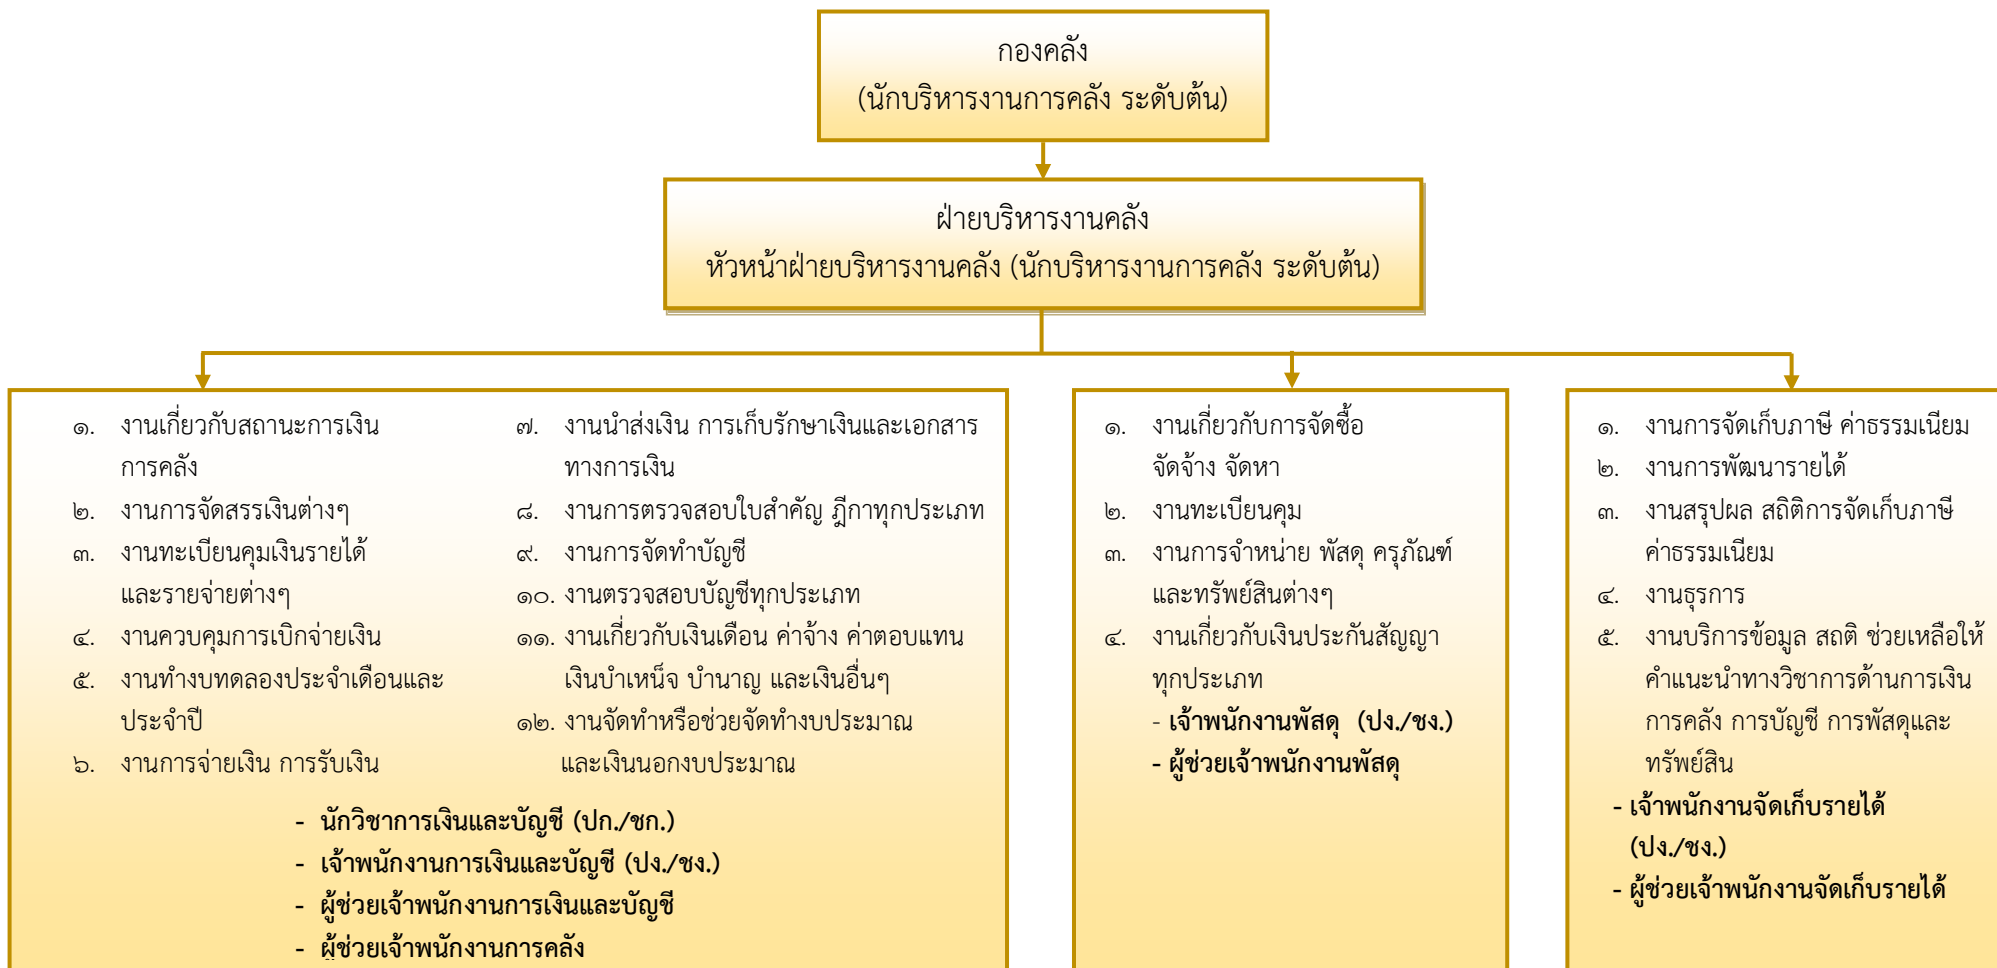 กองคลัง
(นักบริหารงานการคลัง ระดับต้น)
ฝ่ายบริหารงานคลัง
หัวหน้าฝ่ายบริหารงานคลัง (นักบริหารงานการคลัง ระดับต้น)
๑. งานเกี่ยวกับสถานะการเงิน
การคลัง
๒. งานการจัดสรรเงินต่างๆ
๓. งานทะเบียนคุมเงินรายได้
และรายจ่ายต่างๆ
๔. งานควบคุมการเบิกจ่ายเงิน
๕. งานทำงบทดลองประจำเดือนและ
ประจำปี
๖. งานการจ่ายเงิน การรับเงิน
๗. งานนำส่งเงิน การเก็บรักษาเงินและเอกสาร
ทางการเงิน
๘. งานการตรวจสอบใบสำคัญ ฎีกาทุกประเภท
๙. งานการจัดทำบัญชี
๑๐. งานตรวจสอบบัญชีทุกประเภท
๑๑. งานเกี่ยวกับเงินเดือน ค่าจ้าง ค่าตอบแทน
เงินบำเหน็จ บำนาญ และเงินอื่นๆ
๑๒. งานจัดทำหรือช่วยจัดทำงบประมาณ
และเงินนอกงบประมาณ
- นักวิชาการเงินและบัญชี (ปก./ชก.)
- เจ้าพนักงานการเงินและบัญชี (ปง./ชง.)
- ผู้ช่วยเจ้าพนักงานการเงินและบัญชี
- ผู้ช่วยเจ้าพนักงานการคลัง
๑. งานเกี่ยวกับการจัดซื้อ
จัดจ้าง จัดหา
๒. งานทะเบียนคุม
๓. งานการจำหน่าย พัสดุ ครุภัณฑ์
และทรัพย์สินต่างๆ
๔. งานเกี่ยวกับเงินประกันสัญญา
ทุกประเภท
- เจ้าพนักงานพัสดุ (ปง./ชง.)
- ผู้ช่วยเจ้าพนักงานพัสดุ
๑. งานการจัดเก็บภาษี ค่าธรรมเนียม
๒. งานการพัฒนารายได้
๓. งานสรุปผล สถิติการจัดเก็บภาษี
ค่าธรรมเนียม
๔. งานธุรการ
๕. งานบริการข้อมูล สถติ ช่วยเหลือให้
คำแนะนำทางวิชาการด้านการเงิน
การคลัง การบัญชี การพัสดุและ
ทรัพย์สิน
- เจ้าพนักงานจัดเก็บรายได้
(ปง./ชง.)
- ผู้ช่วยเจ้าพนักงานจัดเก็บรายได้